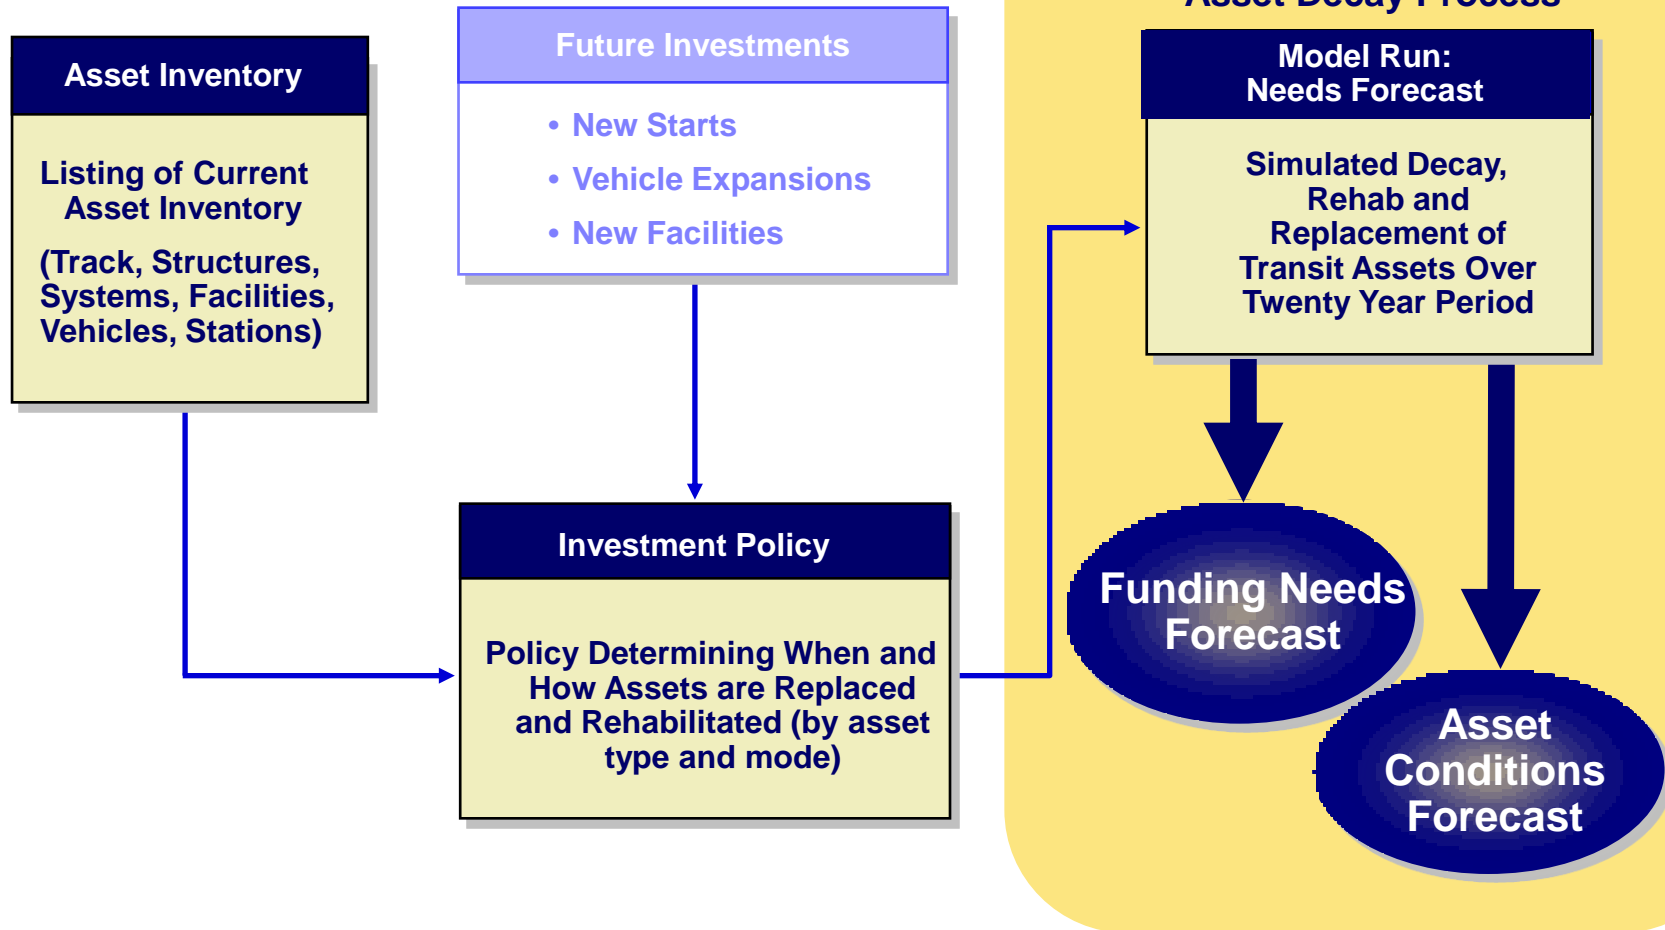 Asset Inventory
Listing of Current
Asset Inventory
(Track, Structures,
Systems, Facilities,
Vehicles, Stations)
Future Investments
• New Starts
• Vehicle Expansions
• New Facilities
Investment Policy
Policy Determining When and
How Assets are Replaced
and Rehabilitated (by asset
type and mode)
Asset Decay Process
Model Run:
Needs Forecast
Simulated Decay,
Rehab and
Replacement of
Transit Assets Over
Twenty Year Period
Funding Needs
Forecast
Asset
Conditions
Forecast